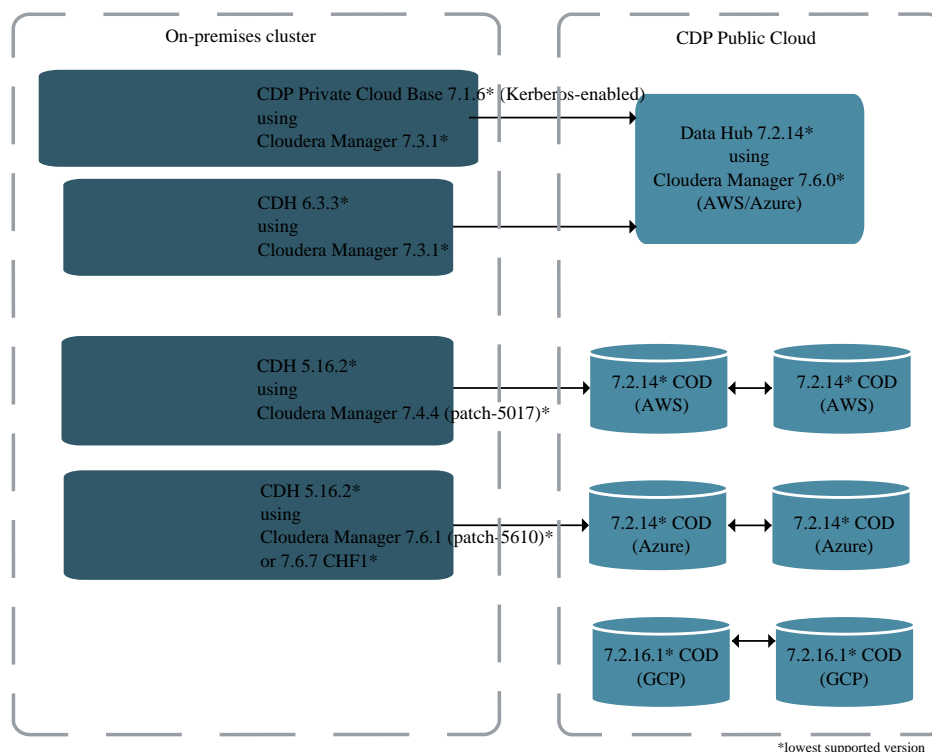 On-premises cluster
CDP Public Cloud
CDP Private Cloud Base 7.1.6* (Kerberos-enabled)
using
Cloudera Manager 7.3.1*
Data Hub 7.2.14*
using
Cloudera Manager 7.6.0*
(AWS/Azure)
CDH 6.3.3*
using
Cloudera Manager 7.3.1*
CDH 5.16.2*
using
Cloudera Manager 7.4.4 (patch-5017)*
7.2.14* COD
(AWS)
7.2.14* COD
(AWS)
CDH 5.16.2*
using
Cloudera Manager 7.6.1 (patch-5610)*
or 7.6.7 CHF1*
7.2.14* COD
(Azure)
7.2.14* COD
(Azure)
7.2.16.1* COD
(GCP)
7.2.16.1* COD
(GCP)
*lowest supported version